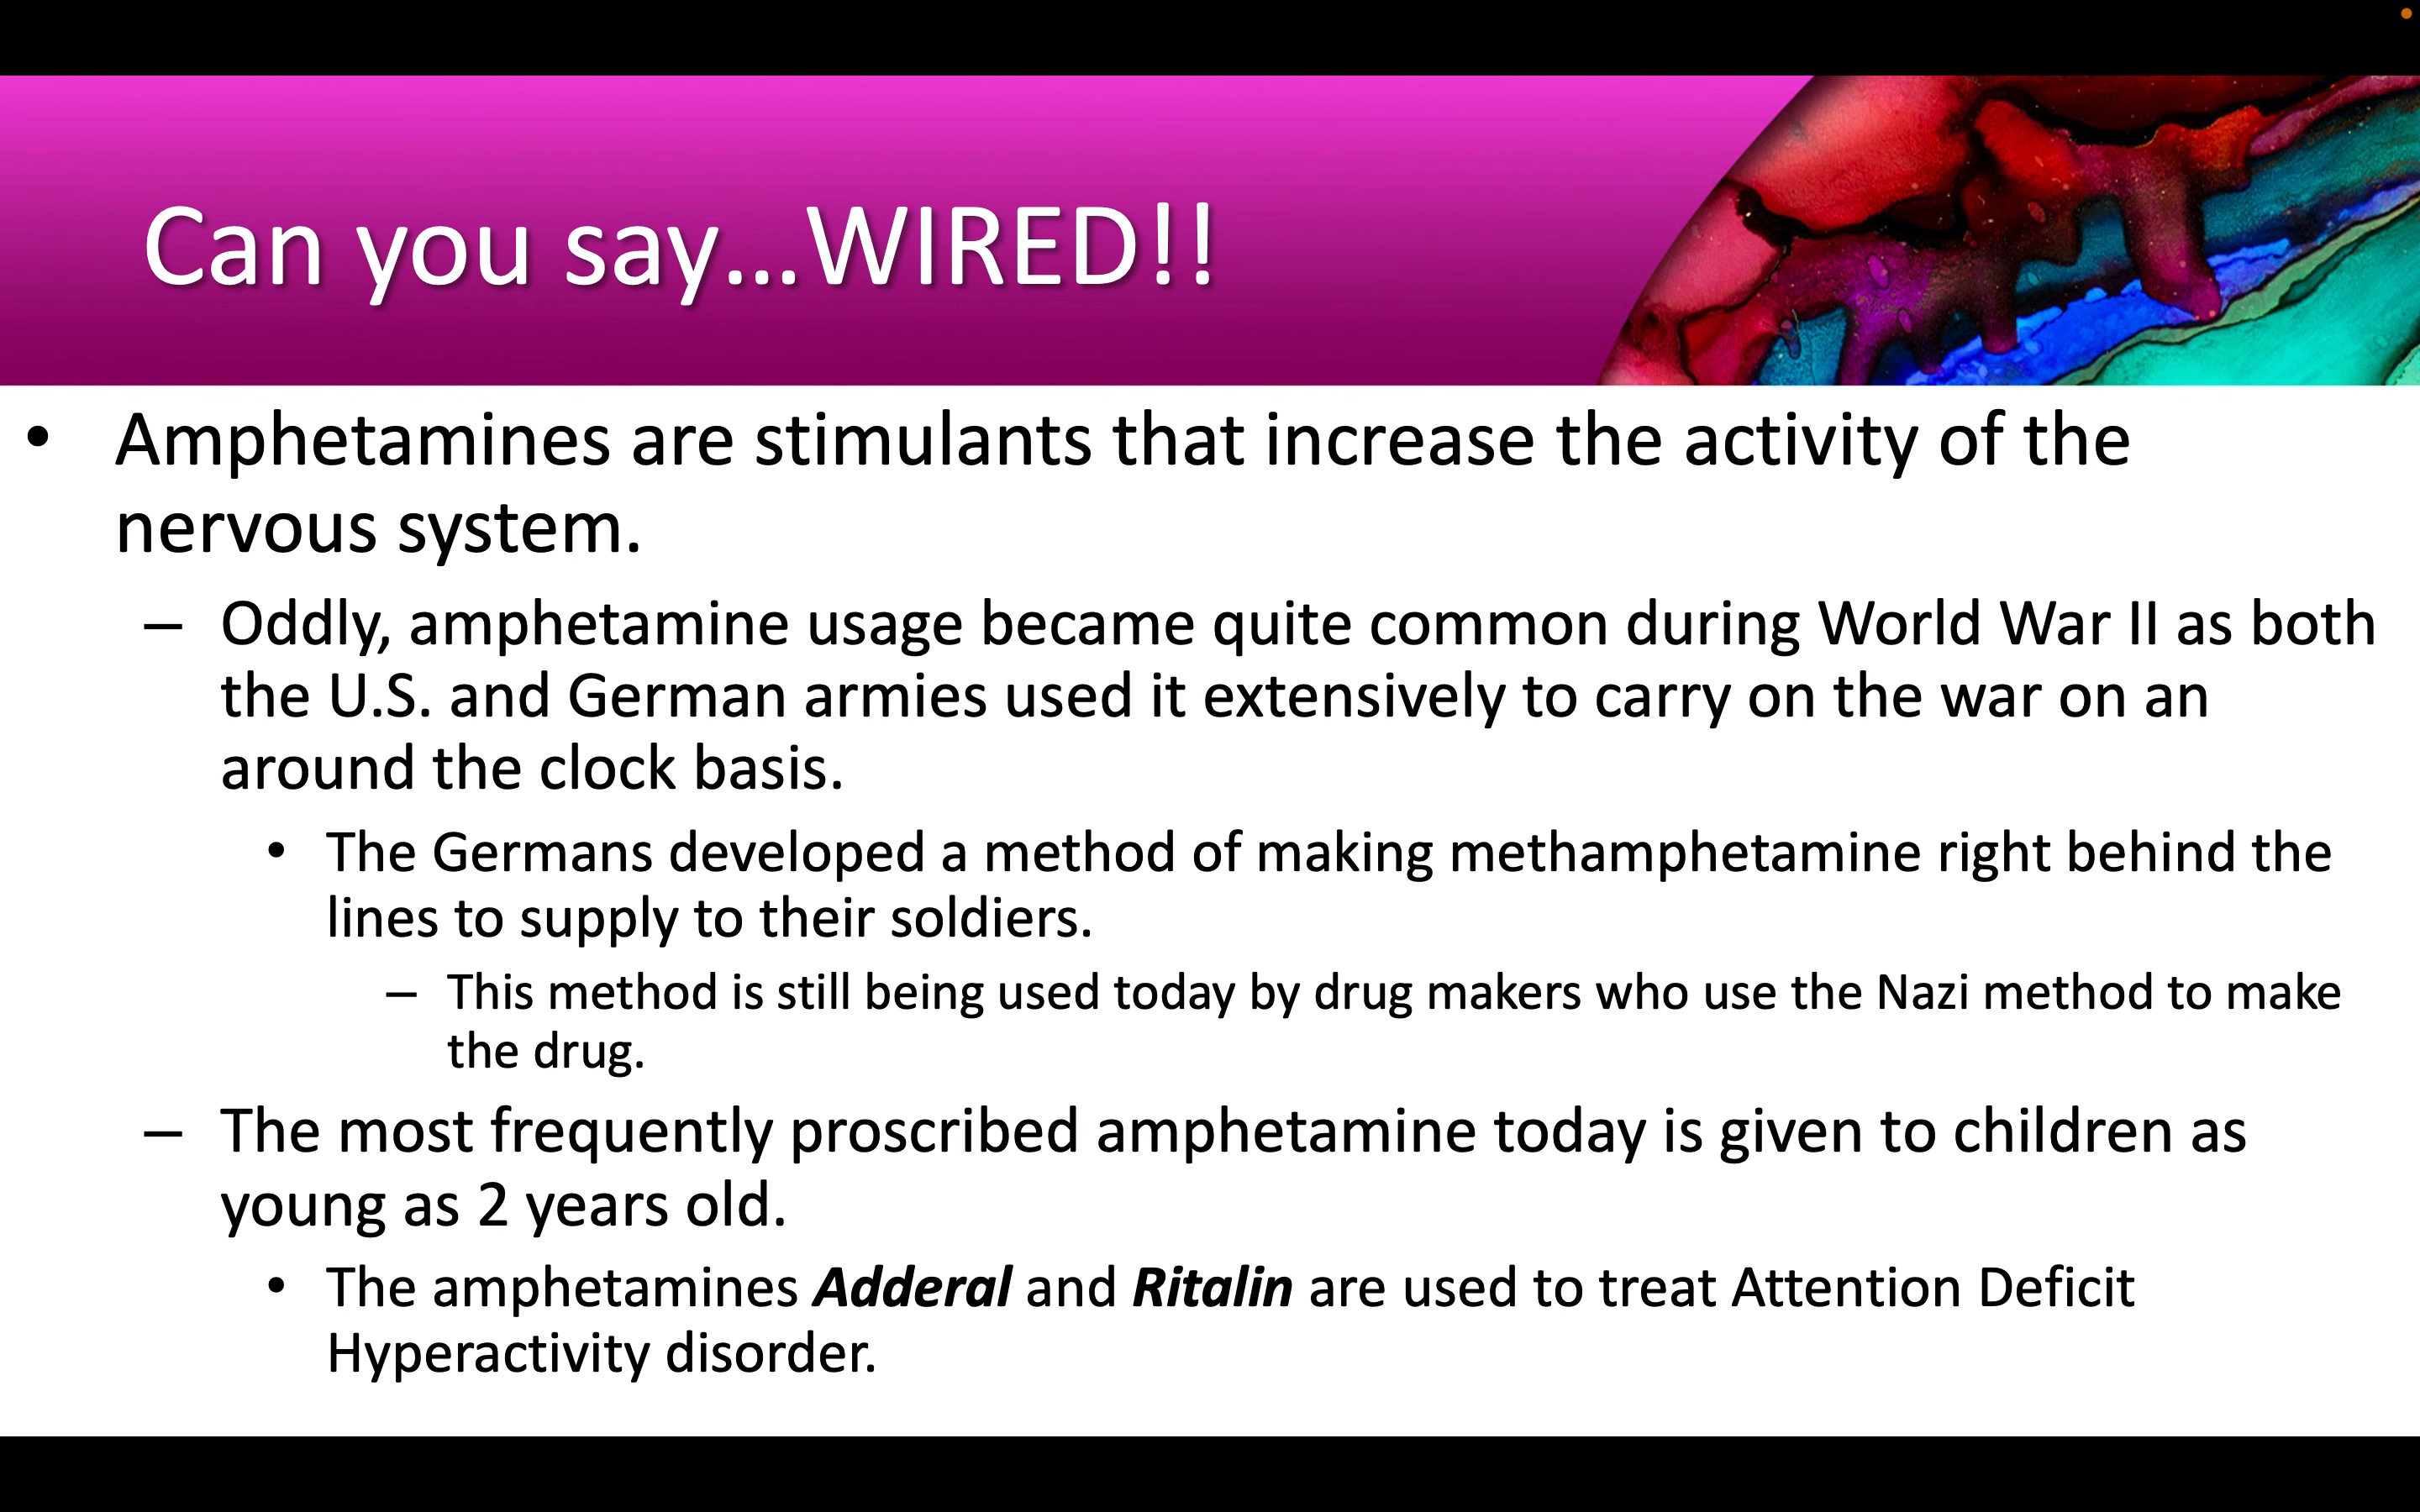 Can you say...WIRED!!
• Amphetamines are stimulants that increase the activity of the
nervous system.
– Oddly, amphetamine usage became quite common during World War II as both
the U.S. and German armies used it extensively to carry on the war on an
around the clock basis.
• The Germans developed a method of making methamphetamine right behind the
lines to supply to their soldiers.
– This method is still being used today by drug makers who use the Nazi method to make
the drug.
– The most frequently proscribed amphetamine today is given to children as
young as 2 years old.
• The amphetamines Adderal and Ritalin are used to treat Attention Deficit
Hyperactivity disorder.